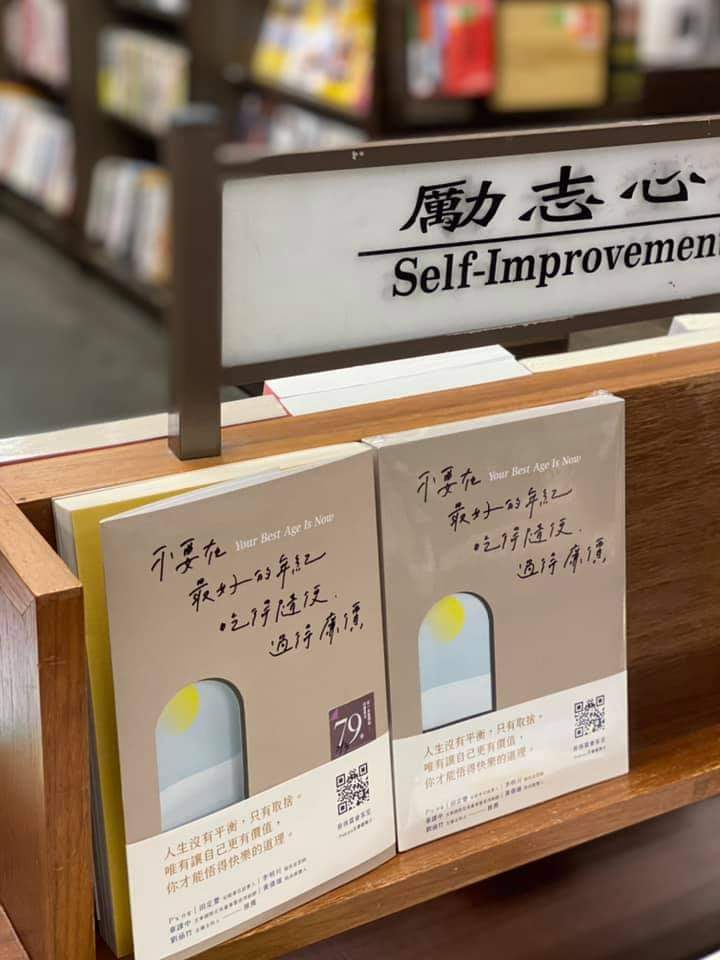 勵志心
Self-Improvement
不要在 Your Best Age Is Now
最好的年紀
吃得隨便、
過得廉價
79
人生沒有平衡，只有取捨。
唯有讓自己更有價值，
你才能悟得快樂的道理。
不要在 Your Best Age Is Now
最好的年紀
吃得隨便、
過得廉價
人生沒有平衡，只有取捨。
唯有讓自己更有價值，
你才能悟得快樂的道理。